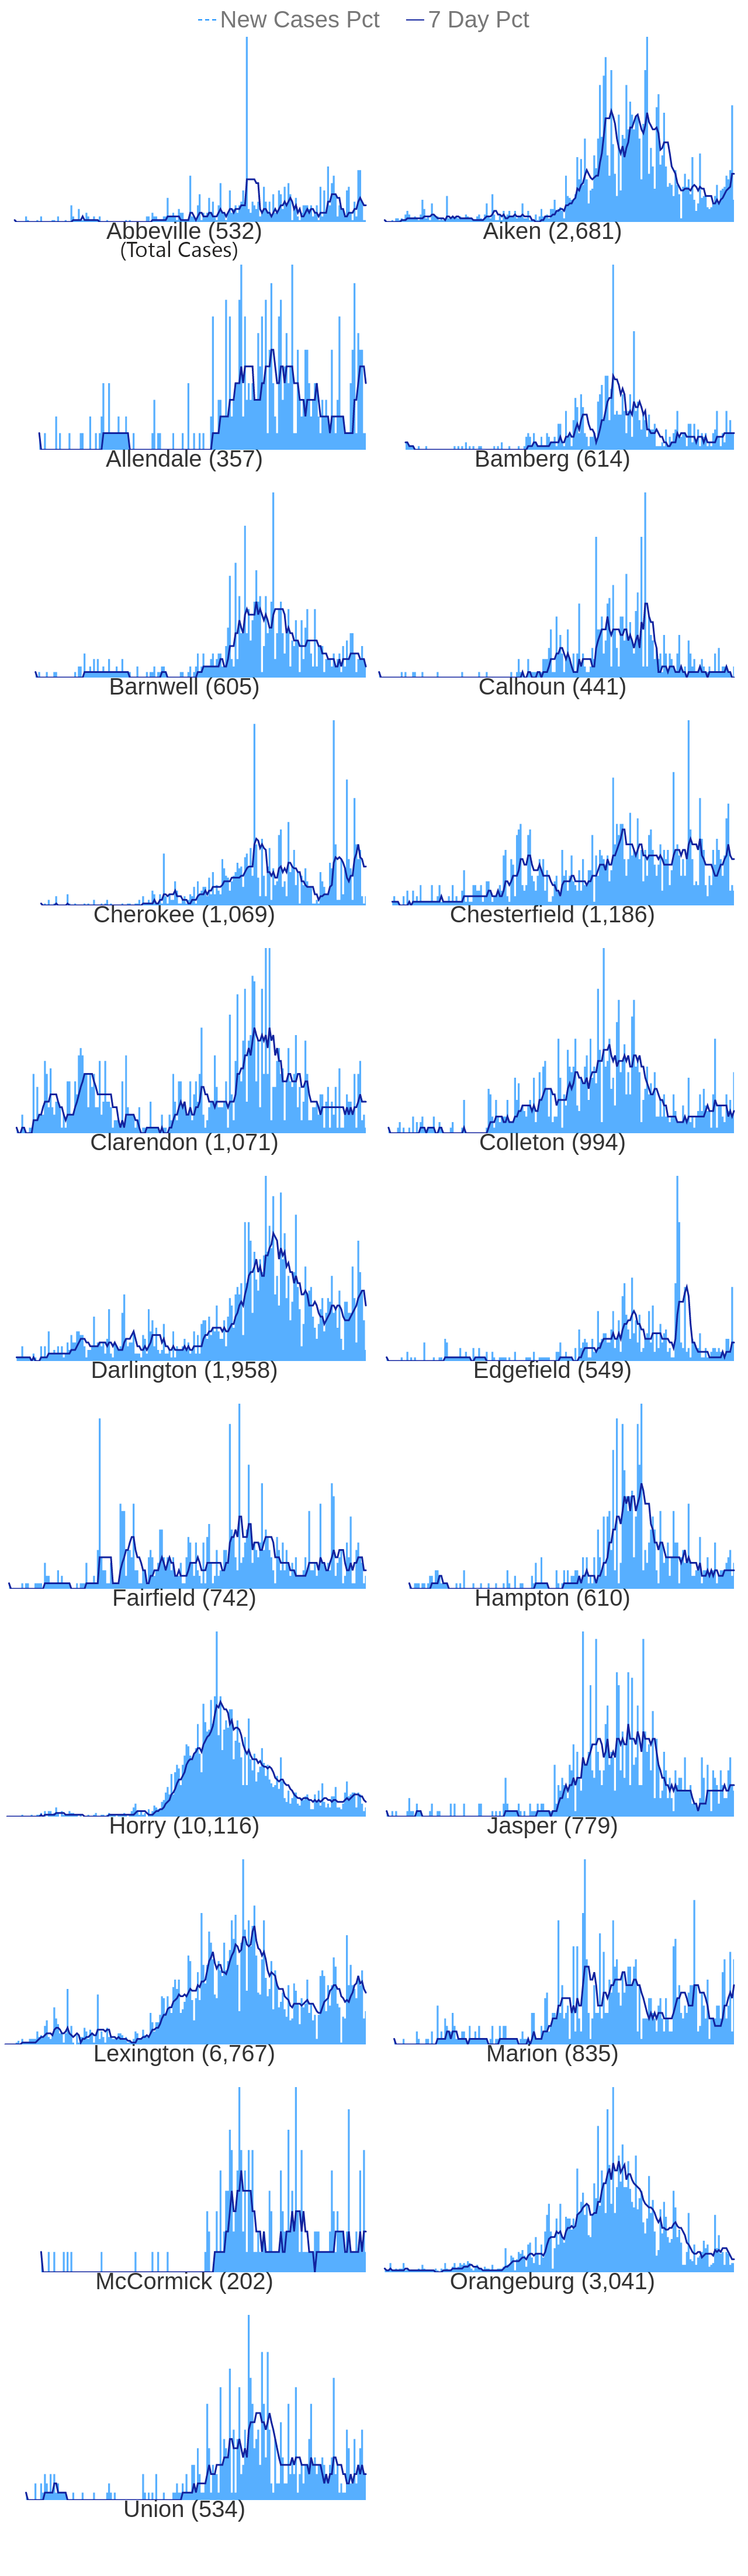 New Cases Pct 7 Day Pct
Abbeville (532) Aiken (2,681)
(Total Cases)
Allendale (357) Bamberg (614)
Barnwell (605) Calhoun (441)
Cherokee (1,069) Chesterfield (1,186)
Clarendon (1,071) Colleton (994)
Darlington (1,958) Edgefield (549)
Fairfield (742) Hampton (610)
Horry (10,116) Jasper (779)
Lexington (6,767) Marion (835)
McCormick (202) Orangeburg (3,041)
Union (534)